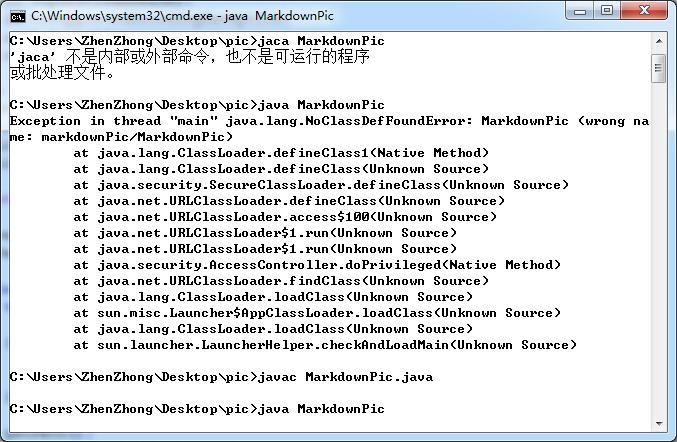 C:\Windows\system32\cmd.exe - java  MarkdownPic
C:\Users\ZhenZhong\Desktop\pic>jaca MarkdownPic
'jaca' 不是内部或外部命令，也不是可运行的程序
或批处理文件。
C:\Users\ZhenZhong\Desktop\pic>java MarkdownPic
Exception in thread "main" java.lang.NoClassDefFoundError: MarkdownPic (wrong na
me: markdownPic/MarkdownPic)
at java.lang.ClassLoader.defineClass1(Native Method)
at java.lang.ClassLoader.defineClass(Unknown Source)
at java.security.SecureClassLoader.defineClass(Unknown Source)
at java.net.URLClassLoader.defineClass(Unknown Source)
at java.net.URLClassLoader.access$100(Unknown Source)
at java.net.URLClassLoader$1.run(Unknown Source)
at java.net.URLClassLoader$1.run(Unknown Source)
at java.security.AccessController.doPrivileged(Native Method)
at java.net.URLClassLoader.findClass(Unknown Source)
at java.lang.ClassLoader.loadClass(Unknown Source)
at sun.misc.Launcher$AppClassLoader.loadClass(Unknown Source)
at java.lang.ClassLoader.loadClass(Unknown Source)
at sun.launcher.LauncherHelper.checkAndLoadMain(Unknown Source)
C:\Users\ZhenZhong\Desktop\pic>javac MarkdownPic.java
C:\Users\ZhenZhong\Desktop\pic>java MarkdownPic